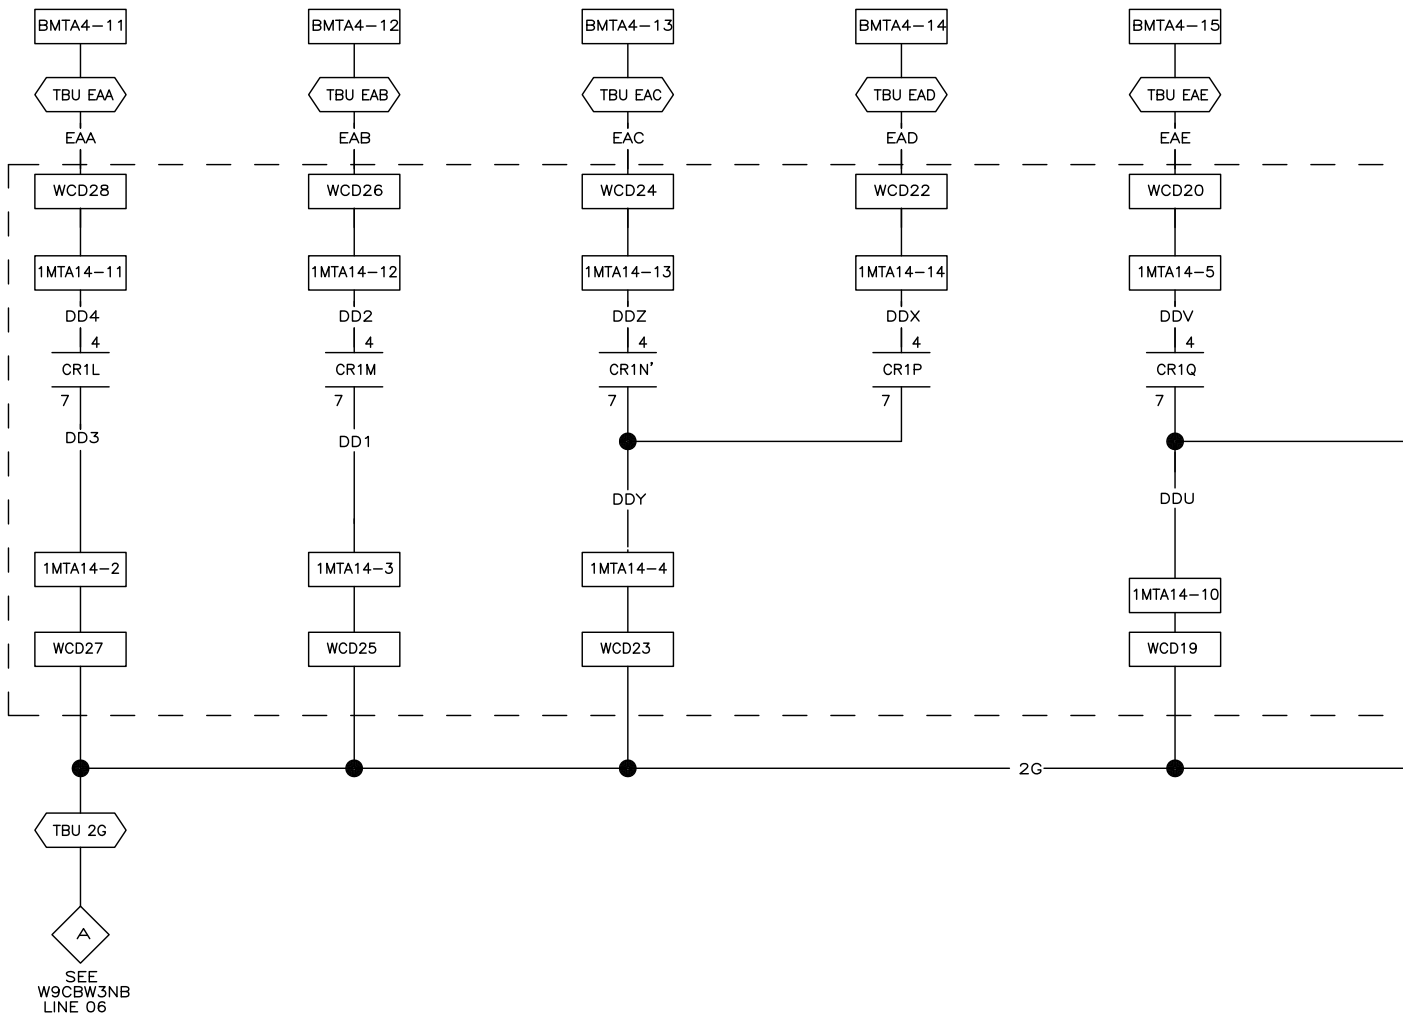 BMTA4-11 BMTA4-12 BMTA4-13 BMTA4-14 BMTA4-15
TBU EAA TBU EAB TBU EAC TBU EAD TBU EAE
EAA EAB EAC EAD EAE
WCD28 WCD26 WCD24 WCD22 WCD20
1MTA14-11 1MTA14-12 1MTA14-13 1MTA14-14 1MTA14-5
DD4 DD2 DDZ DDX DDV
4 4 4 4 4
CR1L CR1M CR1N' CR1P CR1Q
7 7 7 7 7
DD3 DD1
DDY DDU
1MTA14-2 1MTA14-3 1MTA14-4
1MTA14-10
WCD27 WCD25 WCD23 WCD19
2G
TBU 2G
A
SEE
W9CBW3NB
LINE 06